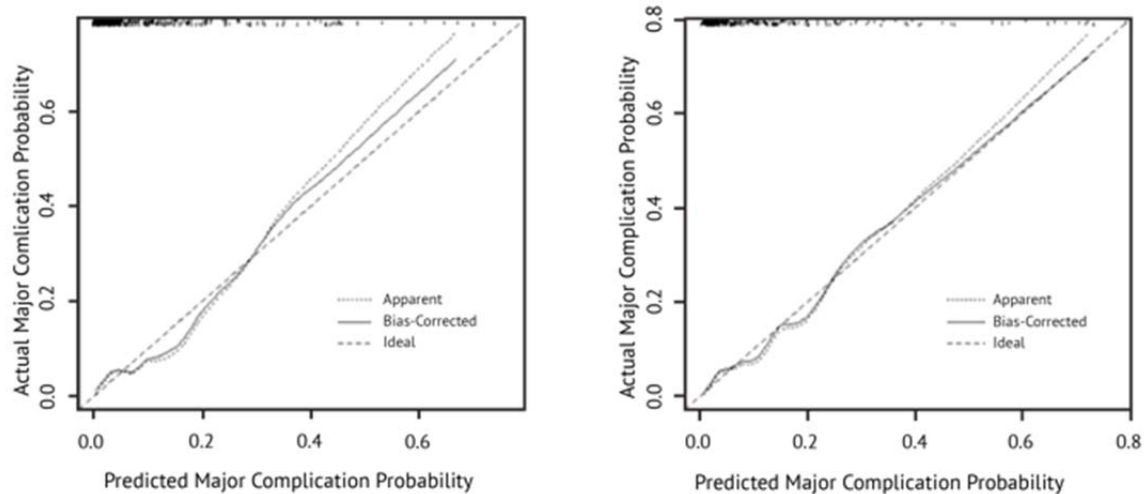 Actual Major Comlication Probability
0.6
0.4
0.2
0.0
Apparent
Bias-Corrected
Ideal
0.0 0.2 0.4 0.6
Predicted Major Complication Probability
Actual Major Complication Probability
0.8
0.6
0.4
0.2
0.0
Apparent
Bias-Corrected
Ideal
0.0 0.2 0.4 0.6 0.8
Predicted Major Complication Probability